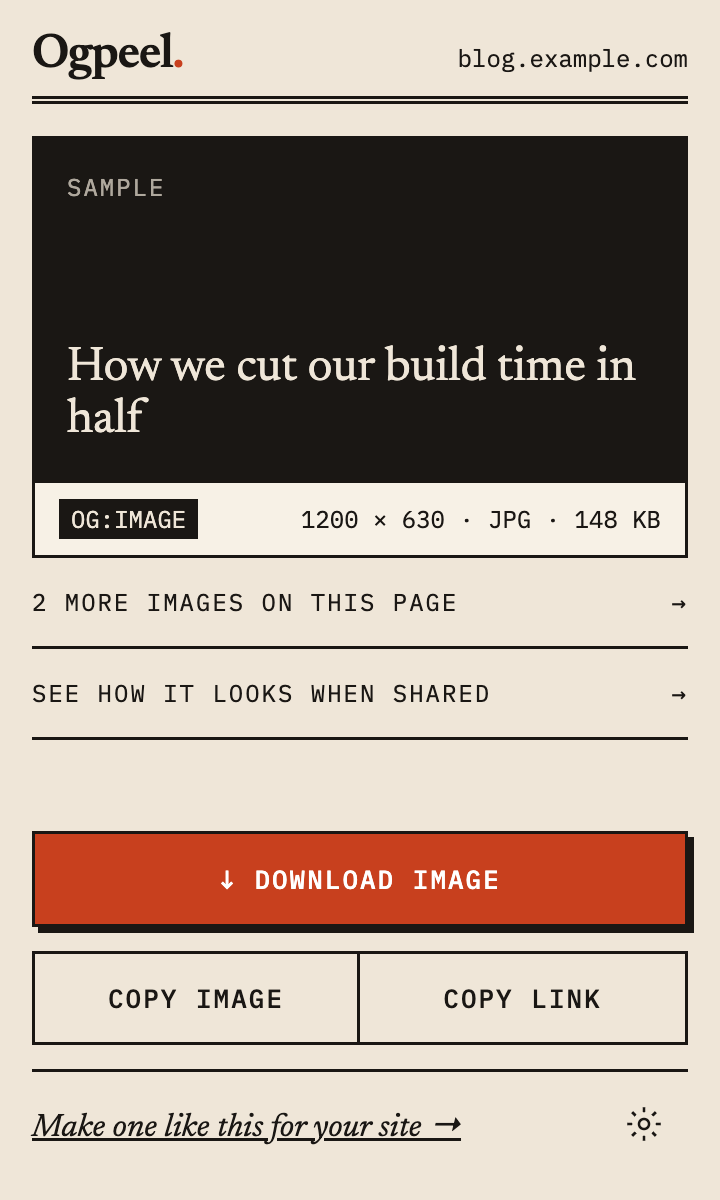 Ogpeel.
blog.example.com
SAMPLE
How we cut our build time in
half
OG:IMAGE
1200 × 630 · JPG · 148 KB
2 MORE IMAGES ON THIS PAGE →
SEE HOW IT LOOKS WHEN SHARED →
↓ DOWNLOAD IMAGE
COPY IMAGE
COPY LINK
Make one like this for your site →